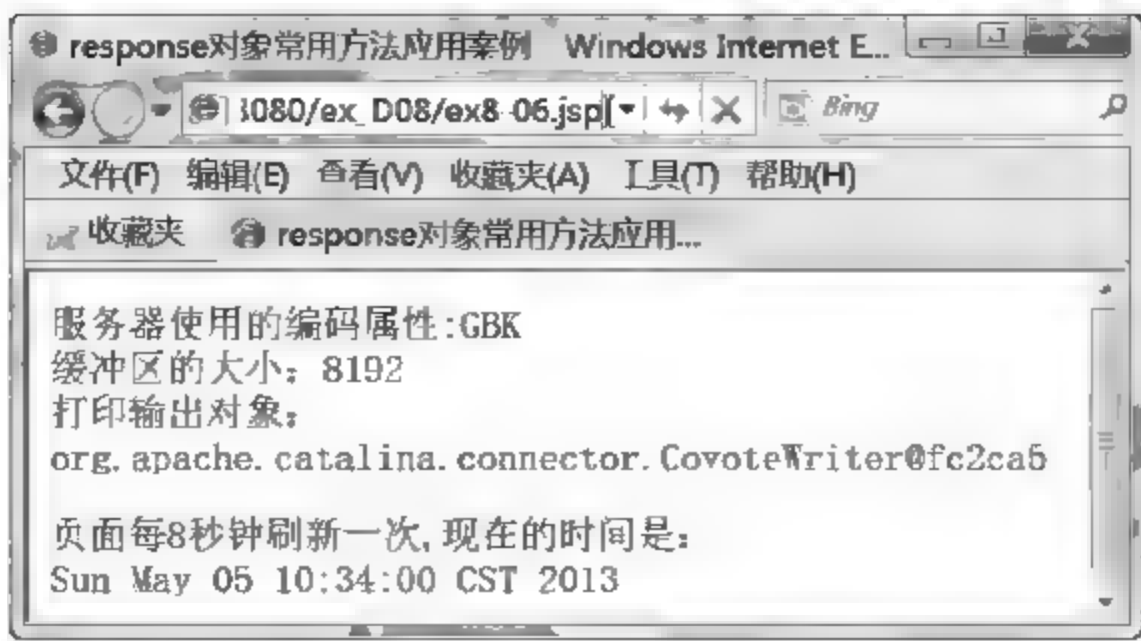 response对象常用方法应用案例 Windows Internet E...
8080/ex_D08/ex8-06.jsp
Bing
文件(F) 编辑(E) 查看(V) 收藏夹(A) 工具(T) 帮助(H)
收藏夹 response对象常用方法应用...
服务器使用的编码属性:GBK
缓冲区的大小：8192
打印输出对象：
org.apache.catalina.connector.CoyoteWriter@fc2ca5
页面每8秒钟刷新一次,现在的时间是：
Sun May 05 10:34:00 CST 2013